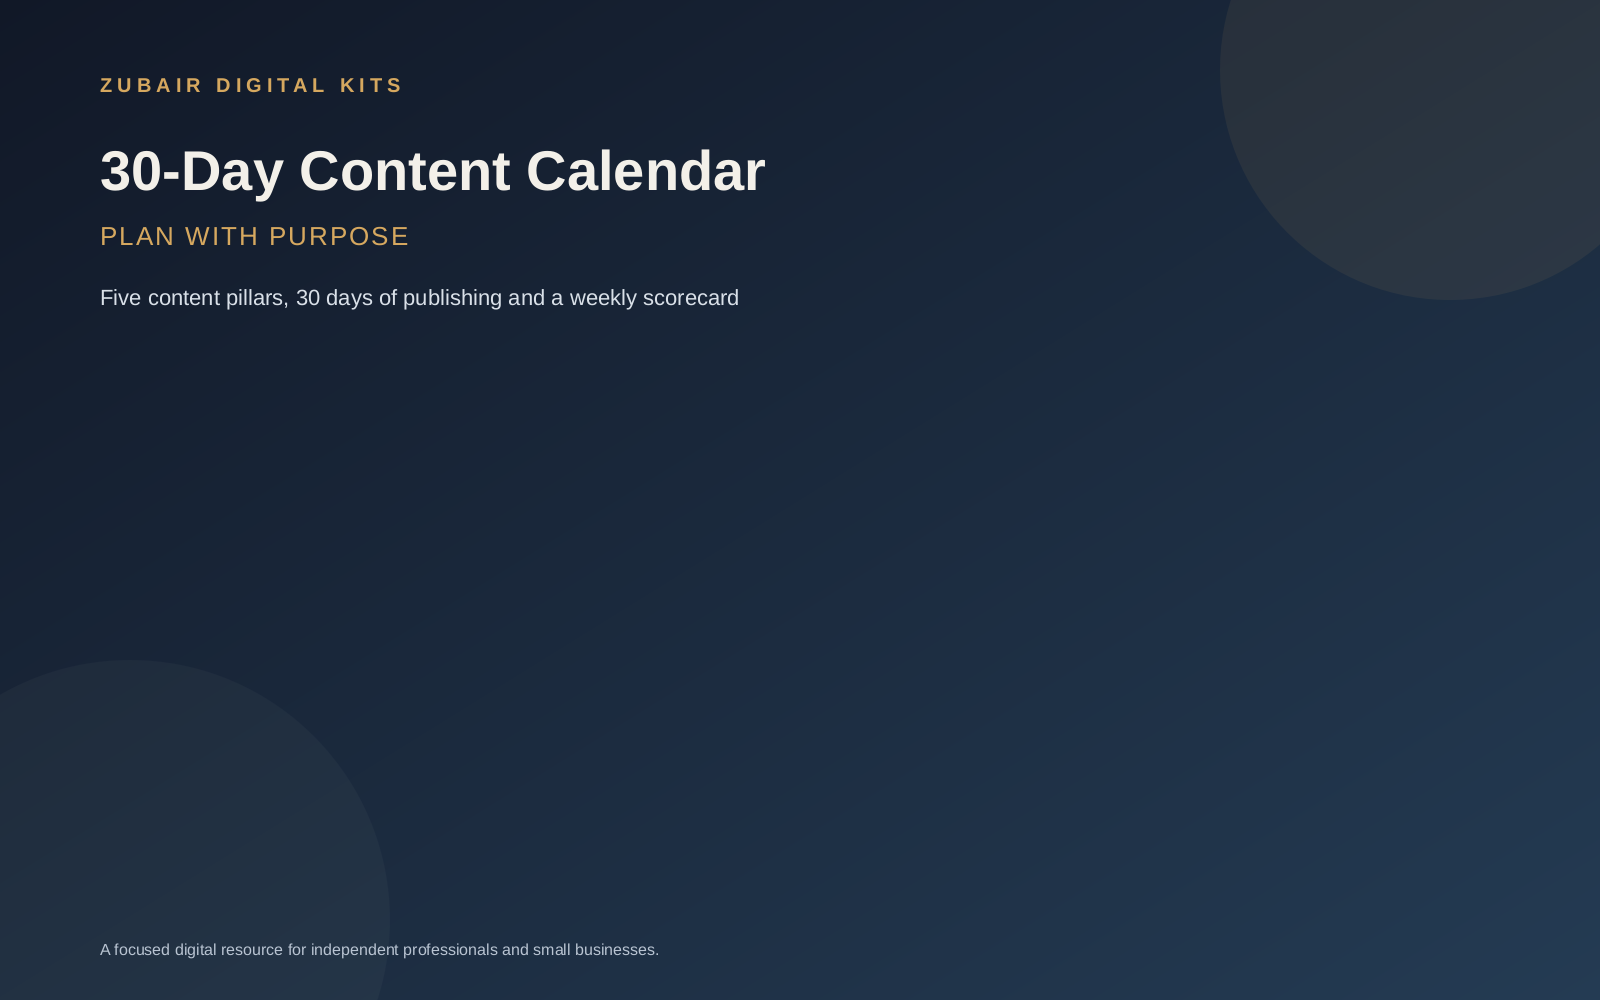 ZUBAIR DIGITAL KITS
30-Day Content Calendar
PLAN WITH PURPOSE
Five content pillars, 30 days of publishing and a weekly scorecard
A focused digital resource for independent professionals and small businesses.